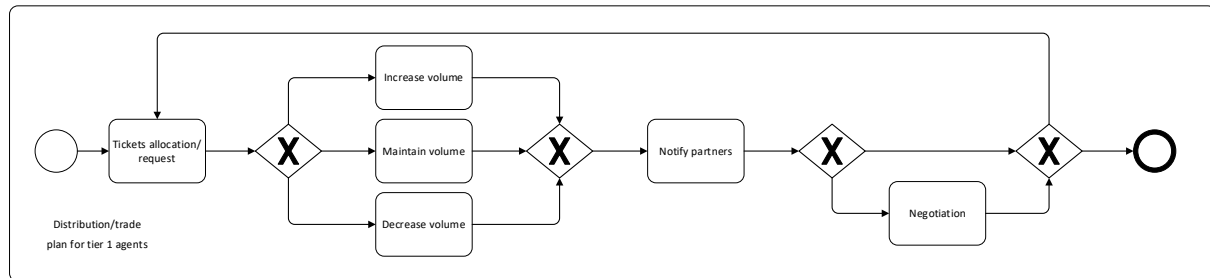 Increase volume
Tickets allocation/
request
Maintain volume
Notify partners
Decrease volume
Negotiation
Distribution/trade
plan for tier 1 agents